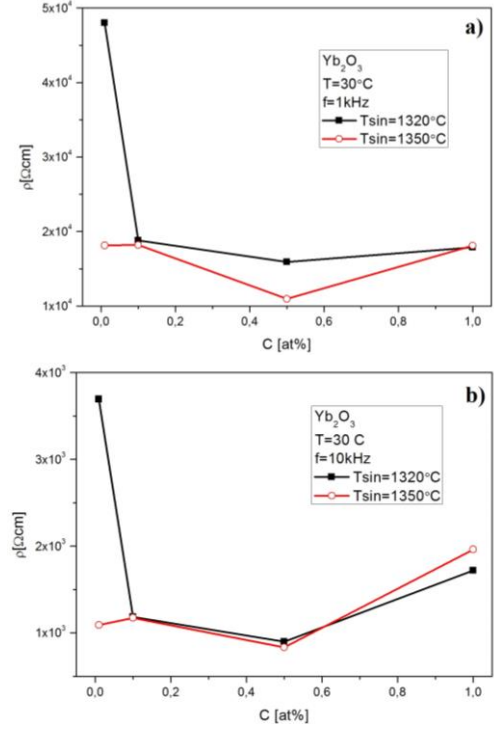 a)
5x10⁴
4x10⁴
3x10⁴
2x10⁴
1x10⁴
ρ[Ωcm]
Yb₂O₃
T=30°C
f=1kHz
Tsin=1320°C
Tsin=1350°C
0,0 0,2 0,4 0,6 0,8 1,0
C [at%]
b)
4x10³
3x10³
2x10³
1x10³
ρ[Ωcm]
Yb₂O₃
T=30 C
f=10kHz
Tsin=1320°C
Tsin=1350°C
0,0 0,2 0,4 0,6 0,8 1,0
C [at%]